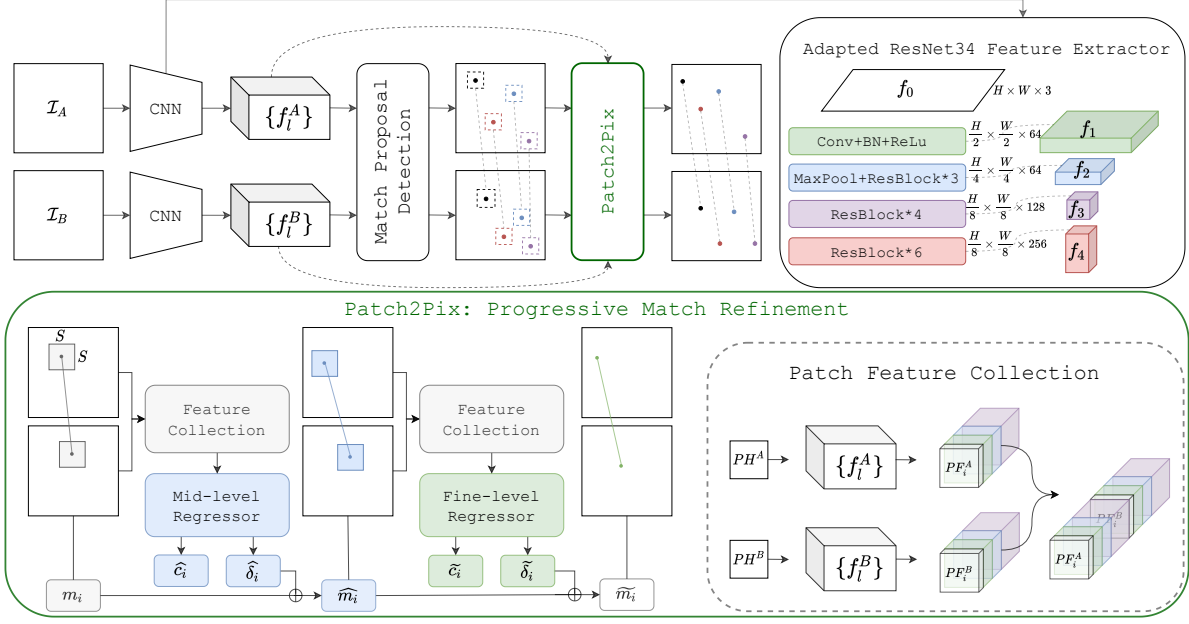 Adapted ResNet34 Feature Extractor
f_0
H × W × 3
Conv+BN+ReLu
H/2 × W/2 × 64
f_1
MaxPool+ResBlock*3
H/4 × W/4 × 64
f_2
ResBlock*4
H/8 × W/8 × 128
f_3
ResBlock*6
H/8 × W/8 × 256
f_4
I_A
CNN
{f_l^A}
I_B
CNN
{f_l^B}
Match Proposal
Detection
Patch2Pix
Patch2Pix: Progressive Match Refinement
S
S
Feature
Collection
Mid-level
Regressor
ĉ_i
δ̂_i
m_i
m̂_i
Feature
Collection
Fine-level
Regressor
c̃_i
δ̃_i
m̃_i
Patch Feature Collection
PH^A
{f_l^A}
PF_i^A
PH^B
{f_l^B}
PF_i^B
PF_i^B
PF_i^A